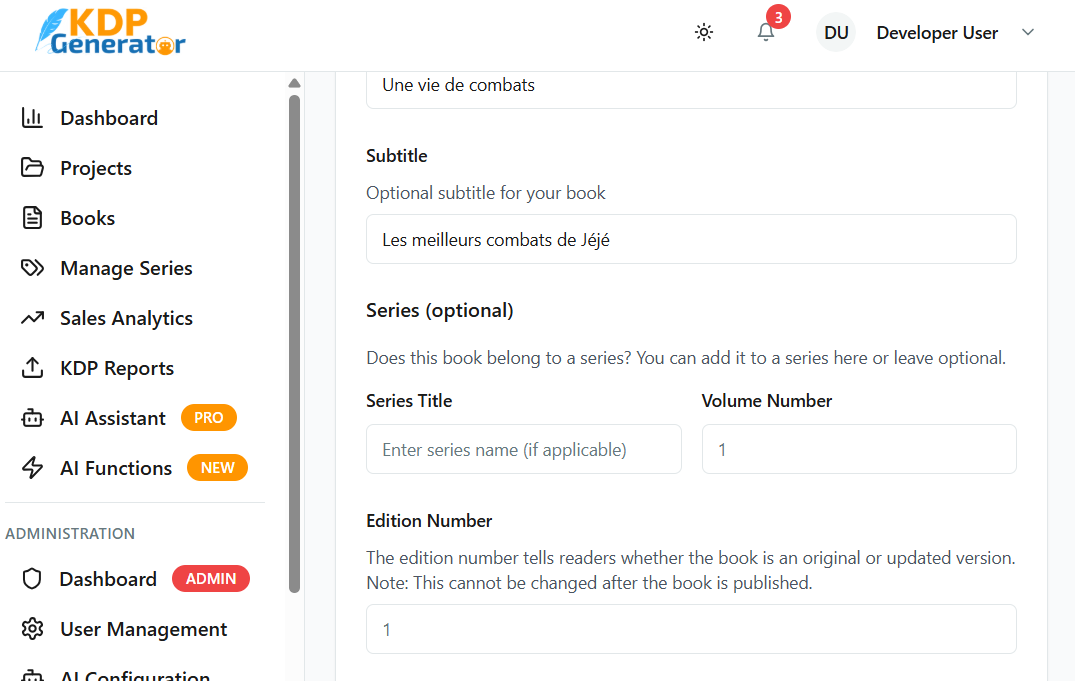 KDP
Generator
3
DU
Developer User
Dashboard
Projects
Books
Manage Series
Sales Analytics
KDP Reports
AI Assistant PRO
AI Functions NEW
ADMINISTRATION
Dashboard ADMIN
User Management
AI Configuration
Une vie de combats
Subtitle
Optional subtitle for your book
Les meilleurs combats de Jéjé
Series (optional)
Does this book belong to a series? You can add it to a series here or leave optional.
Series Title
Enter series name (if applicable)
Volume Number
1
Edition Number
The edition number tells readers whether the book is an original or updated version.
Note: This cannot be changed after the book is published.
1